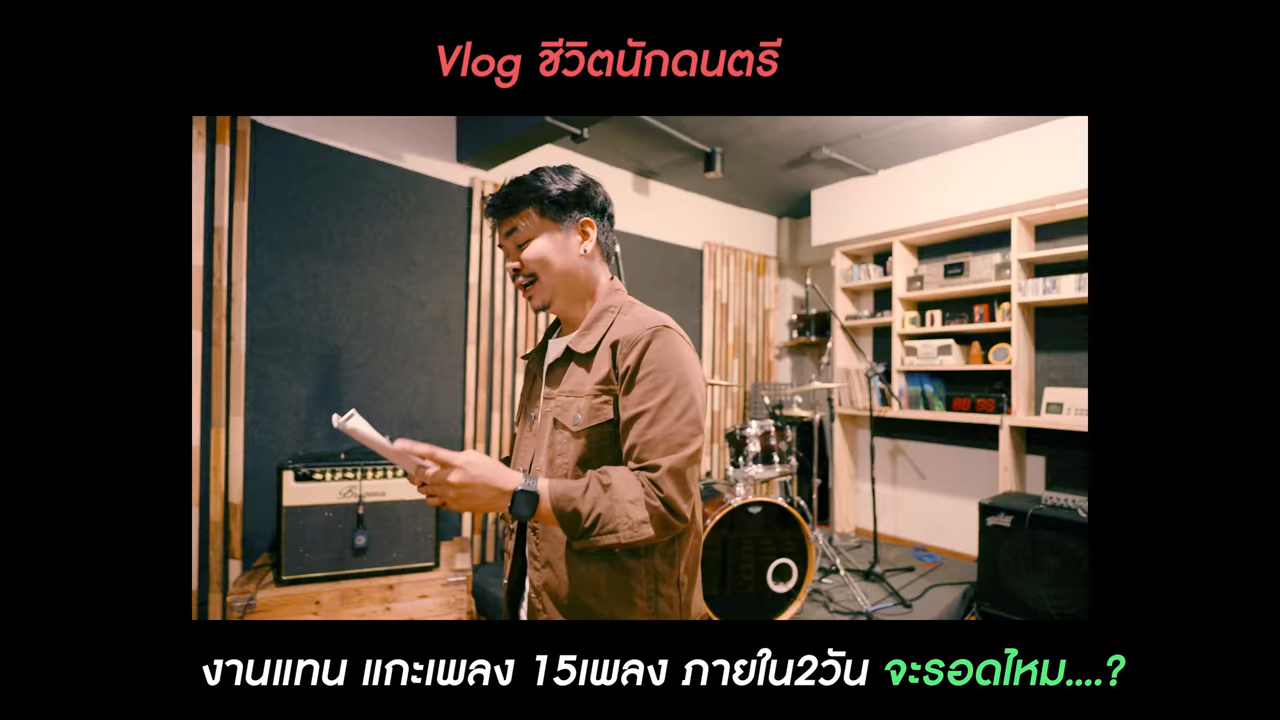 Vlog ชีวิตนักดนตรี
งานแทน แกะเพลง 15เพลง ภายใน2วัน จะรอดไหม....?